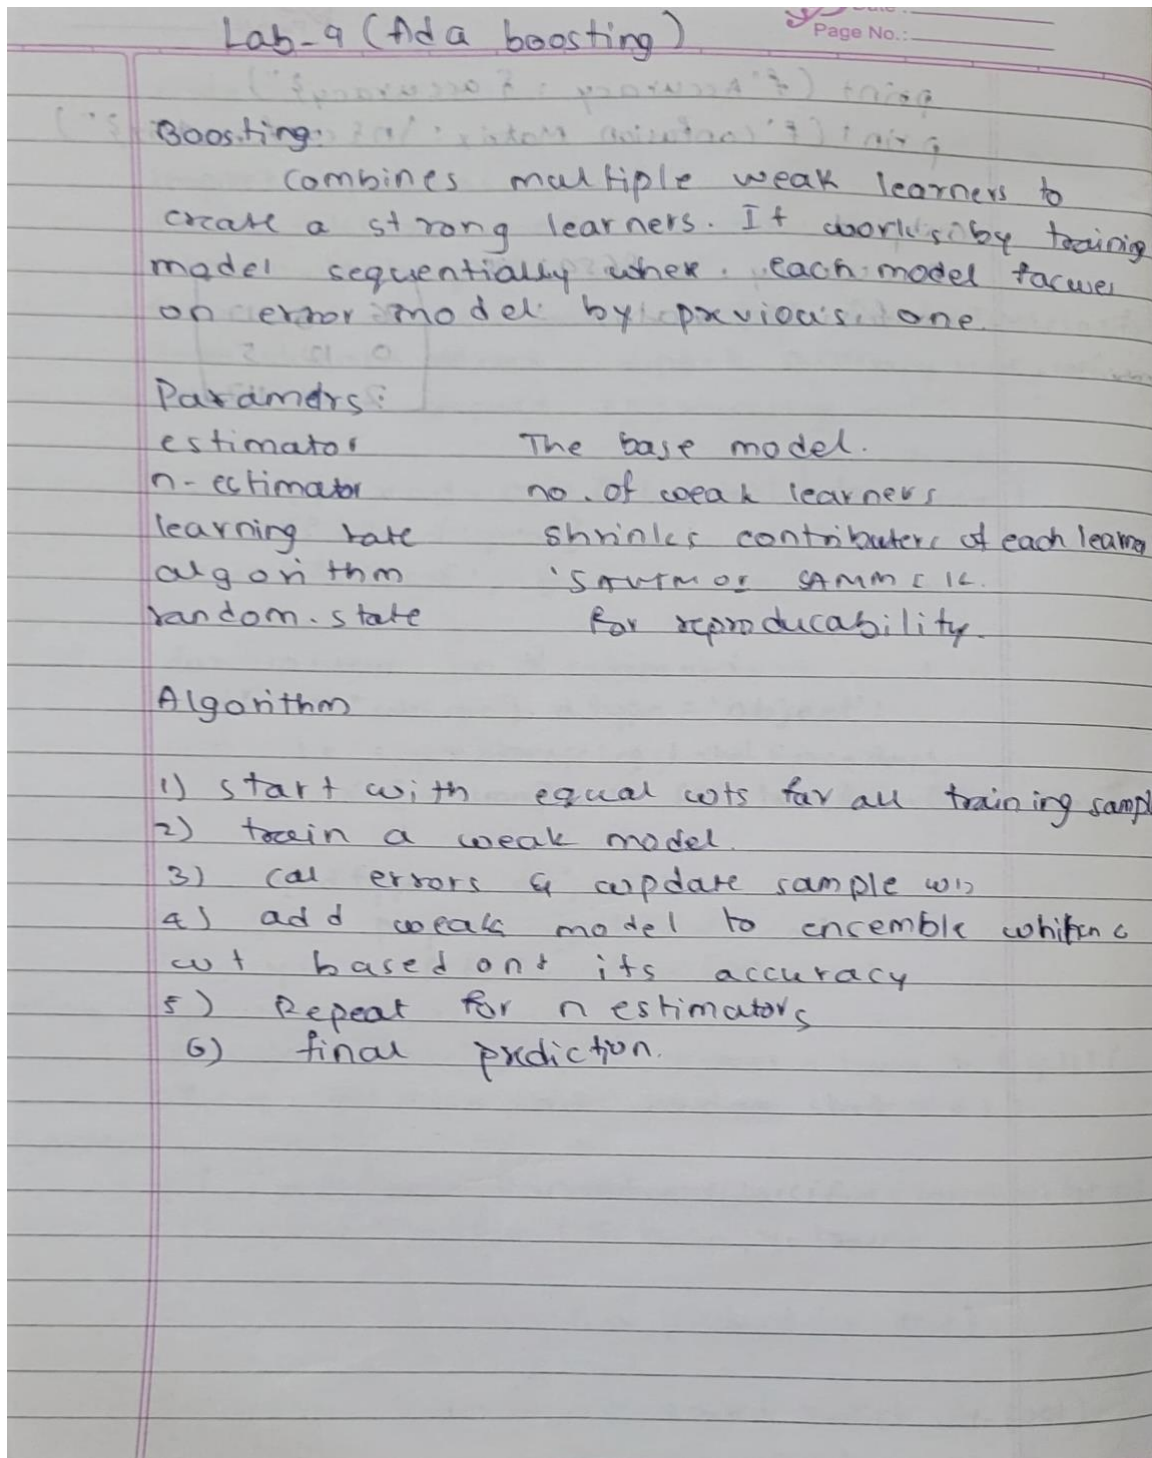 Lab-9 (Ada boosting)
Page No.:
Boosting:
combines multiple weak learners to
create a strong learners. It works by training
model sequentially where each model focuses
on error model by previous one.
Paramers:
estimator The base model.
n-estimator no. of weak learners
learning rate shrinks contributers of each learner
algorithm
random.state for reproducability.
Algorithm
1) start with equal wts for all training sampl
2) train a weak model.
3) cal errors & update sample
4) add weak model to ensemble
wt based on its accuracy
5) Repeat for n estimators
6) final prediction.